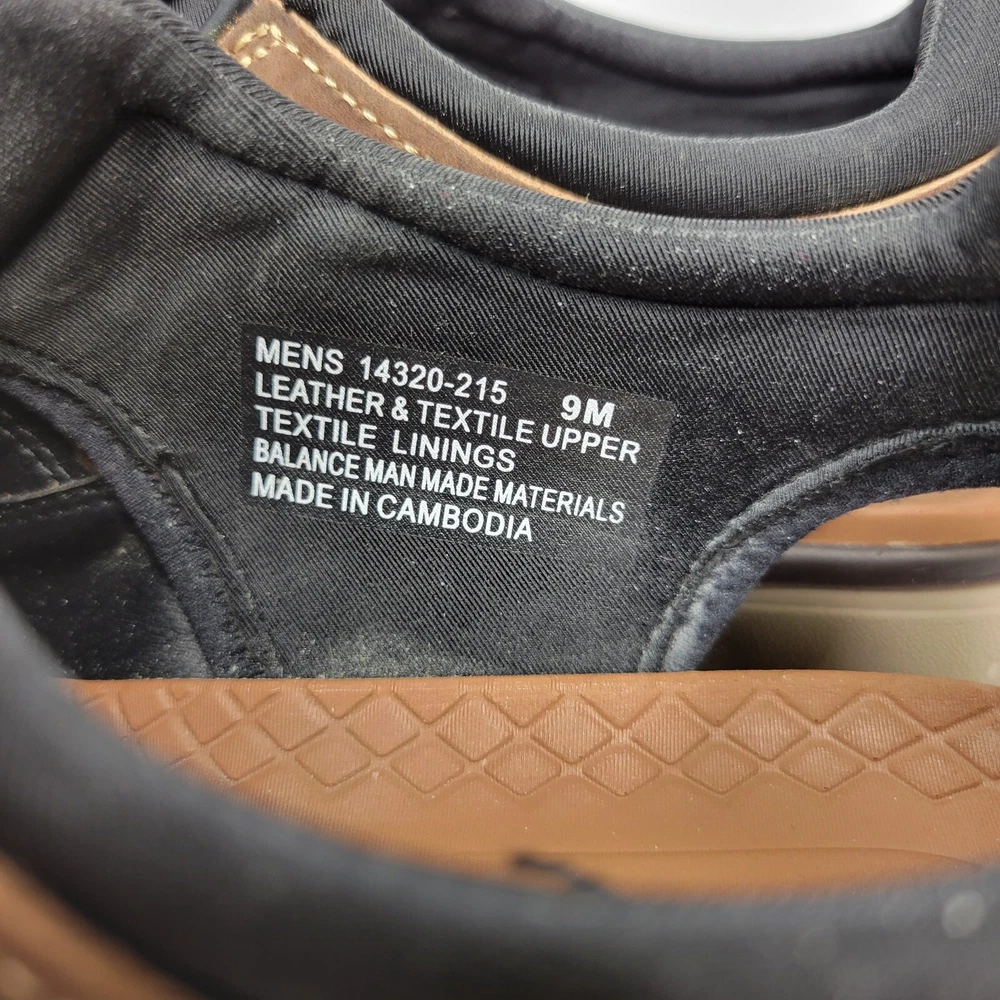 MENS 14320-215 9M
LEATHER & TEXTILE UPPER
TEXTILE LININGS
BALANCE MAN MADE MATERIALS
MADE IN CAMBODIA